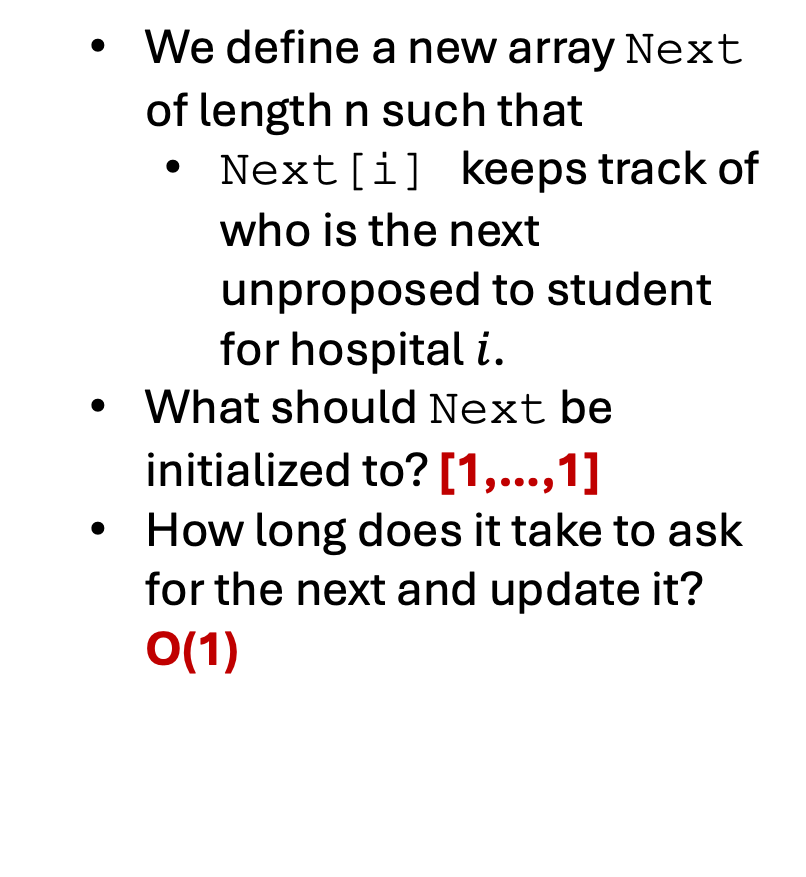 • We define a new array Next
of length n such that
• Next[i] keeps track of
who is the next
unproposed to student
for hospital i.
• What should Next be
initialized to? [1,...,1]
• How long does it take to ask
for the next and update it?
O(1)